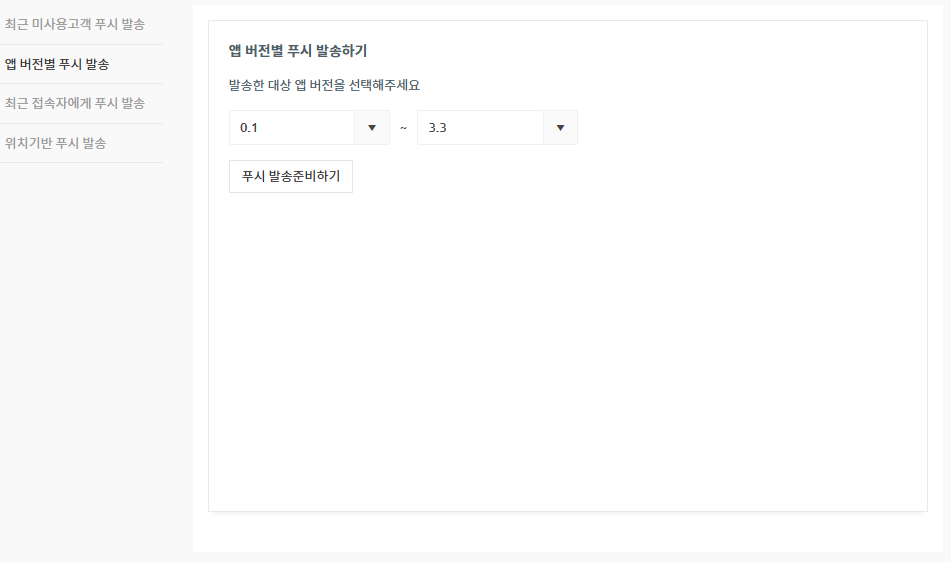 최근 미사용고객 푸시 발송
앱 버전별 푸시 발송
최근 접속자에게 푸시 발송
위치기반 푸시 발송
앱 버전별 푸시 발송하기
발송한 대상 앱 버전을 선택해주세요
0.1 ~ 3.3
푸시 발송준비하기